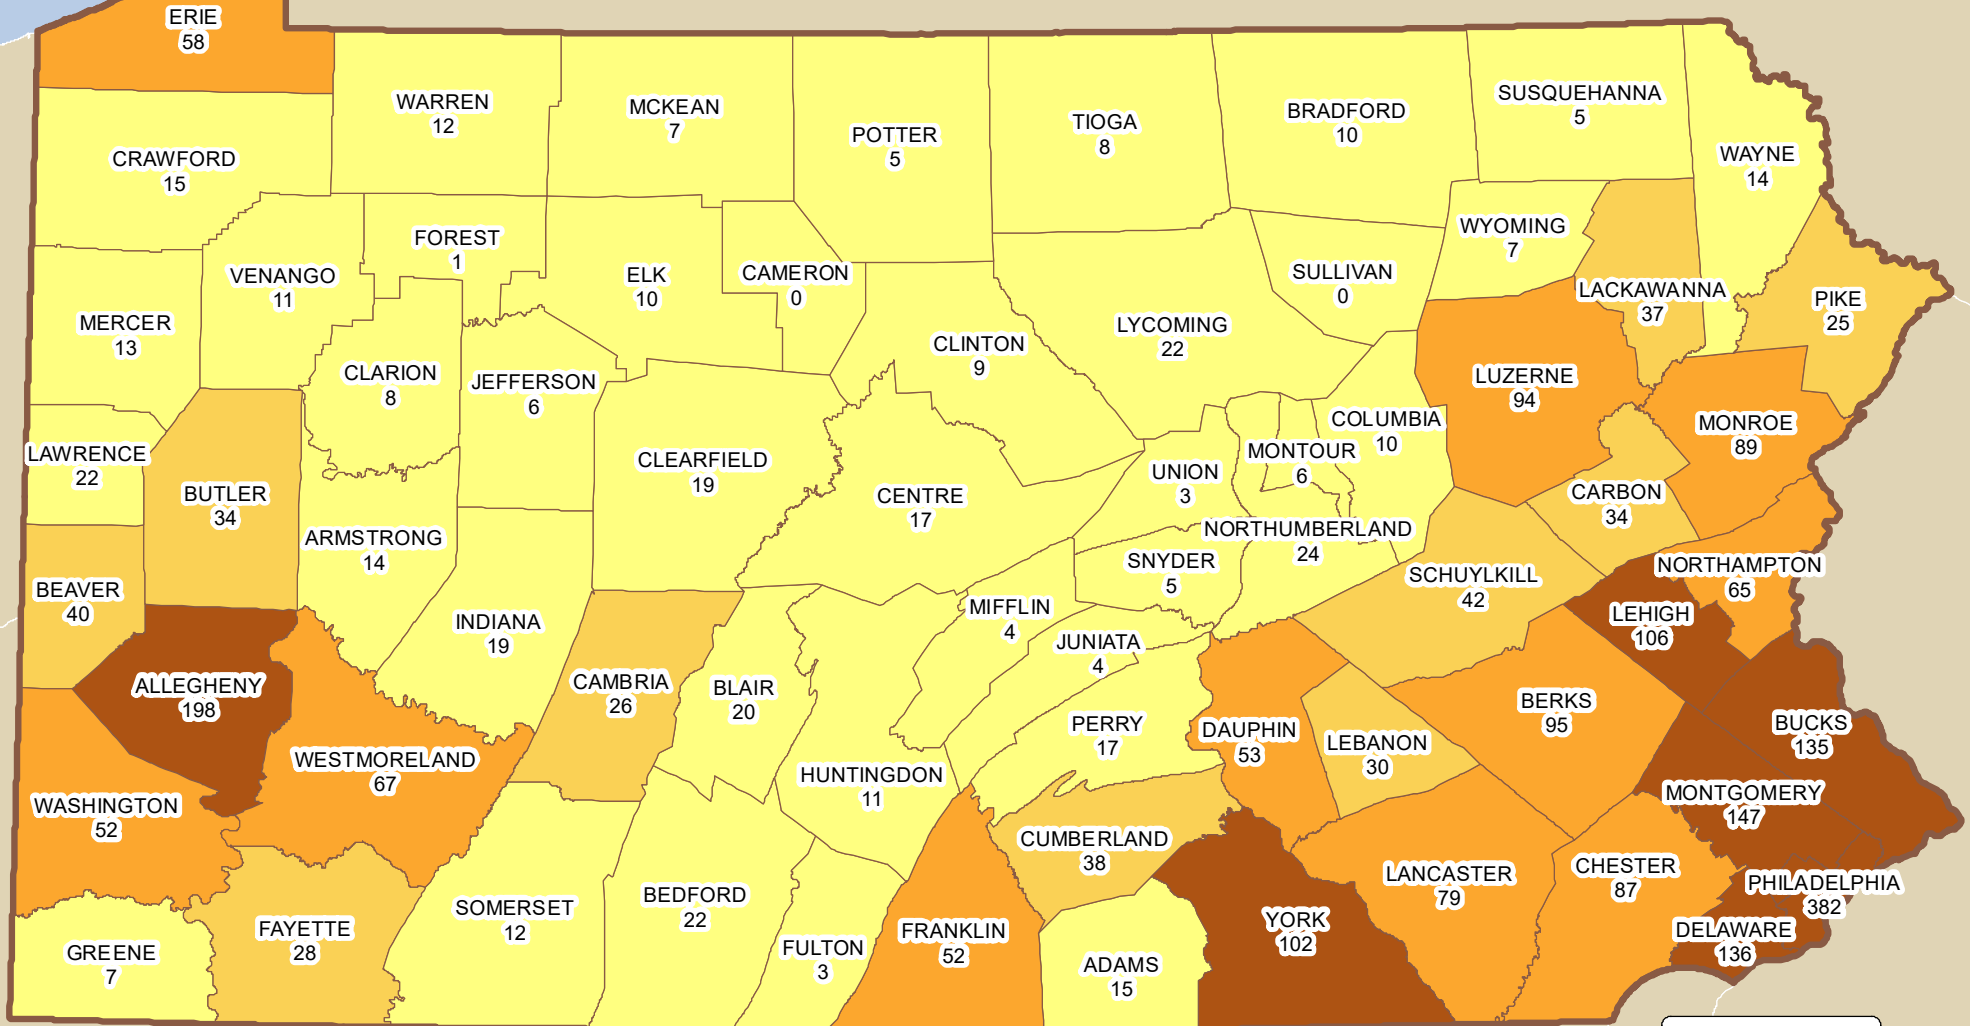 ERIE
58
WARREN
12
MCKEAN
7
POTTER
5
TIOGA
8
BRADFORD
10
SUSQUEHANNA
5
WAYNE
14
CRAWFORD
15
FOREST
1
VENANGO
11
ELK
10
CAMERON
0
SULLIVAN
0
WYOMING
7
LACKAWANNA
37
PIKE
25
MERCER
13
CLARION
8
JEFFERSON
6
CLINTON
9
LYCOMING
22
LUZERNE
94
MONROE
89
LAWRENCE
22
BUTLER
34
CLEARFIELD
19
CENTRE
17
UNION
3
MONTOUR
6
COLUMBIA
10
CARBON
34
ARMSTRONG
14
SNYDER
5
NORTHUMBERLAND
24
SCHUYLKILL
42
NORTHAMPTON
65
BEAVER
40
INDIANA
19
MIFFLIN
4
JUNIATA
4
LEHIGH
106
ALLEGHENY
198
CAMBRIA
26
BLAIR
20
PERRY
17
DAUPHIN
53
LEBANON
30
BERKS
95
BUCKS
135
WASHINGTON
52
WESTMORELAND
67
HUNTINGDON
11
CUMBERLAND
38
MONTGOMERY
147
LANCASTER
79
CHESTER
87
PHILADELPHIA
382
GREENE
7
FAYETTE
28
SOMERSET
12
BEDFORD
22
FULTON
3
FRANKLIN
52
ADAMS
15
YORK
102
DELAWARE
136